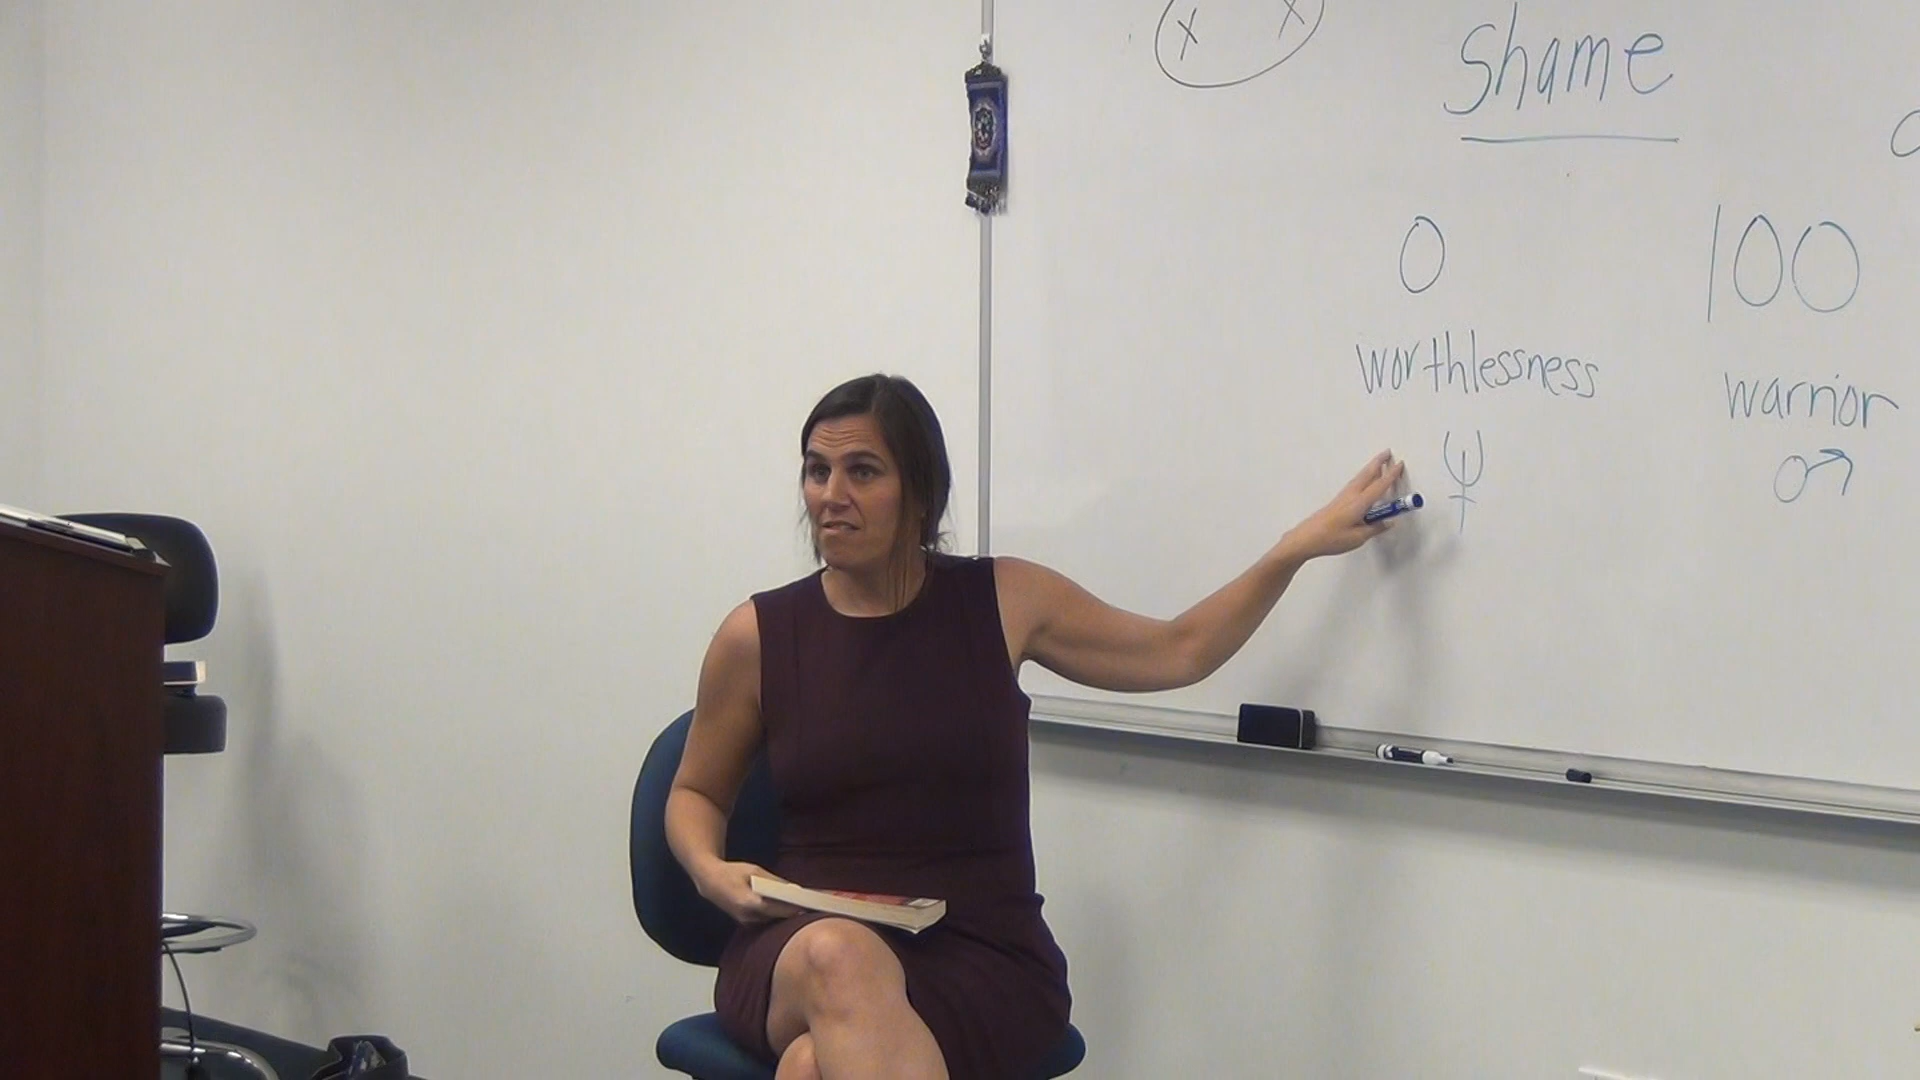 x x
Shame
0 100
worthlessness warrior
♆ ♂